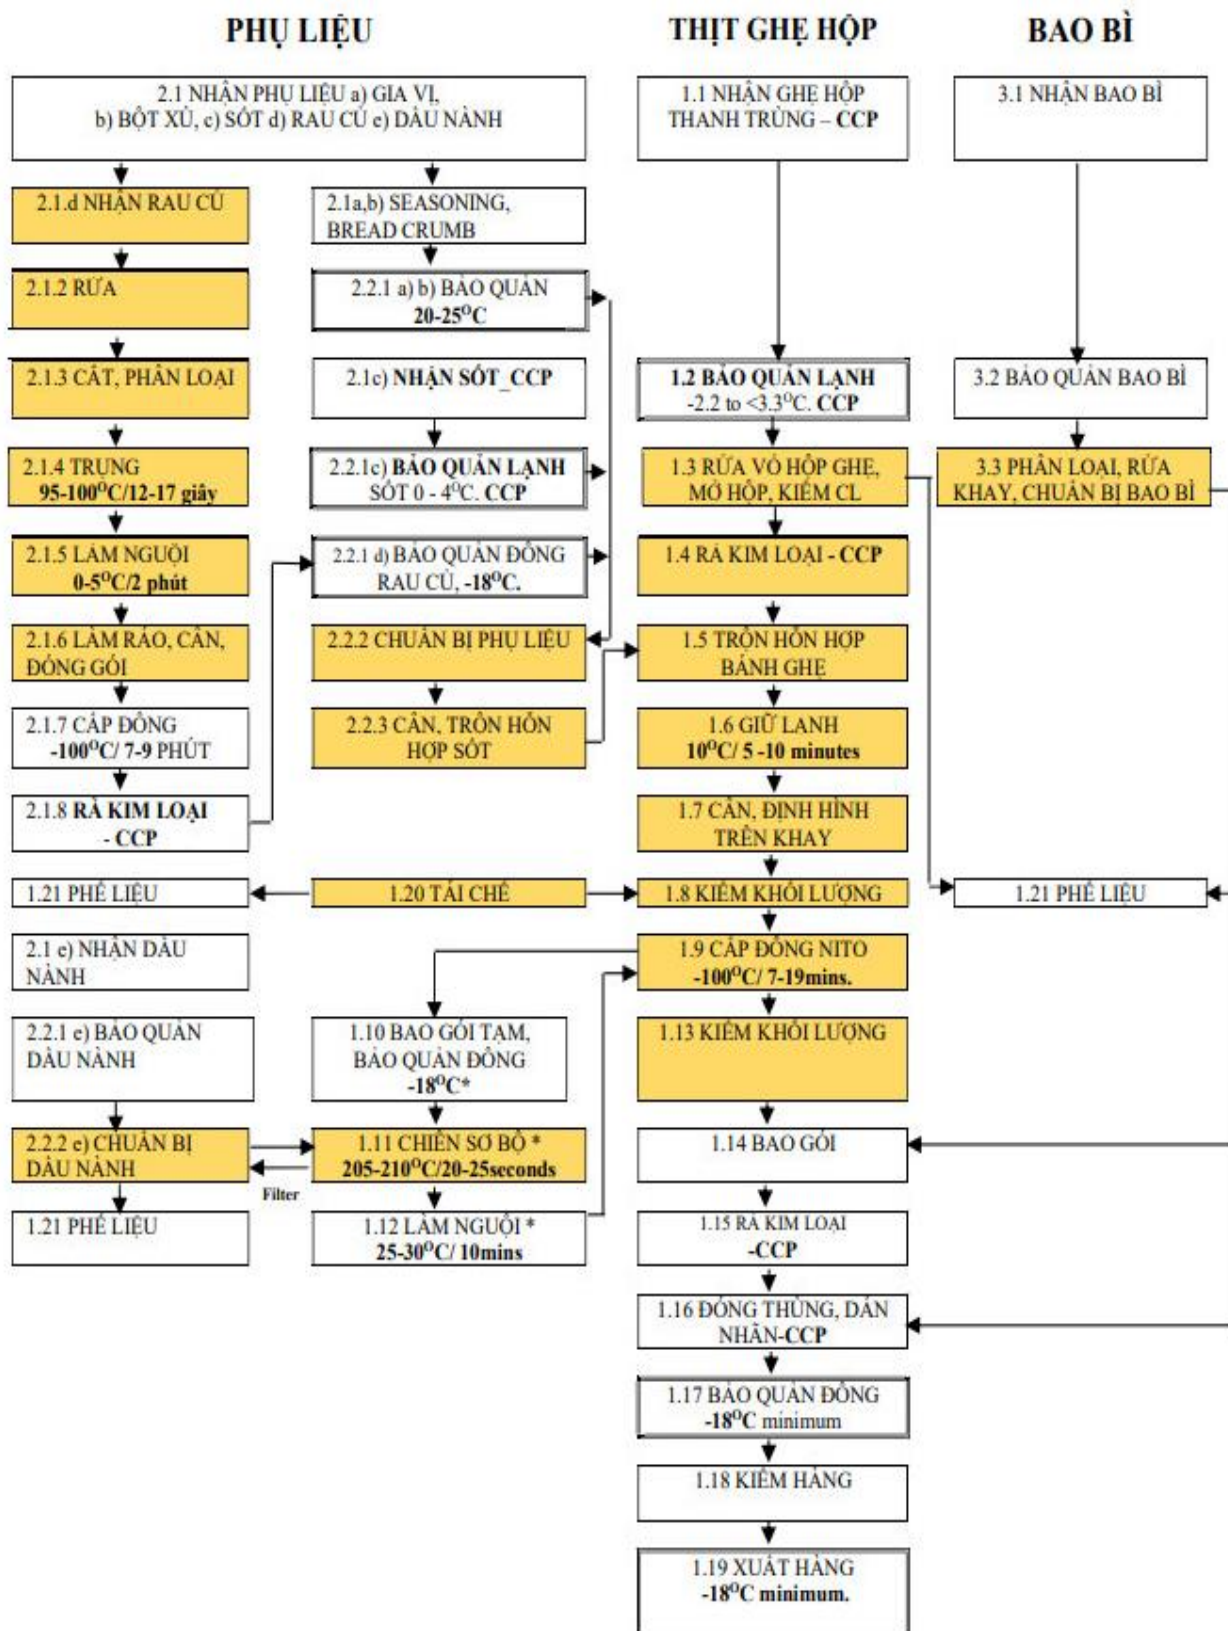 PHỤ LIỆU
THỊT GHẸ HỘP
BAO BÌ
2.1 NHẬN PHỤ LIỆU a) GIA VỊ,
b) BỘT XÙ, c) SỐT d) RAU CỦ e) DẦU NÀNH
1.1 NHẬN GHẸ HỘP
THANH TRÙNG – CCP
3.1 NHẬN BAO BÌ
2.1.d NHẬN RAU CỦ
2.1a,b) SEASONING,
BREAD CRUMB
2.1.2 RỬA
2.2.1 a) b) BẢO QUẢN
20-25ᴼC
2.1.3 CẮT, PHÂN LOẠI
2.1c) NHẬN SỐT_CCP
1.2 BẢO QUẢN LẠNH
-2.2 to <3.3ᴼC. CCP
3.2 BẢO QUẢN BAO BÌ
2.1.4 TRỤNG
95-100ᴼC/12-17 giây
2.2.1c) BẢO QUẢN LẠNH
SỐT 0 - 4ᴼC. CCP
1.3 RỬA VỎ HỘP GHẸ,
MỞ HỘP, KIỂM CL
3.3 PHÂN LOẠI, RỬA
KHAY, CHUẨN BỊ BAO BÌ
2.1.5 LÀM NGUỘI
0-5ᴼC/2 phút
2.2.1 d) BẢO QUẢN ĐÔNG
RAU CỦ, -18ᴼC.
1.4 RÀ KIM LOẠI - CCP
2.1.6 LÀM RÁO, CÂN,
ĐÓNG GÓI
2.2.2 CHUẨN BỊ PHỤ LIỆU
1.5 TRỘN HỖN HỢP
BÁNH GHẸ
2.1.7 CẤP ĐÔNG
-100ᴼC/ 7-9 PHÚT
2.2.3 CÂN, TRỘN HỖN
HỢP SỐT
1.6 GIỮ LẠNH
10ᴼC/ 5 -10 minutes
2.1.8 RÀ KIM LOẠI
- CCP
1.7 CÂN, ĐỊNH HÌNH
TRÊN KHAY
1.21 PHẾ LIỆU
1.20 TÁI CHẾ
1.8 KIỂM KHỐI LƯỢNG
1.21 PHẾ LIỆU
2.1 e) NHẬN DẦU
NÀNH
1.9 CẤP ĐÔNG NITO
-100ᴼC/ 7-19mins.
2.2.1 e) BẢO QUẢN
DẦU NÀNH
1.10 BAO GÓI TẠM,
BẢO QUẢN ĐÔNG
-18ᴼC*
1.13 KIỂM KHỐI LƯỢNG
2.2.2 e) CHUẨN BỊ
DẦU NÀNH
1.11 CHIÊN SƠ BỘ *
205-210ᴼC/20-25seconds
1.14 BAO GÓI
Filter
1.21 PHẾ LIỆU
1.12 LÀM NGUỘI *
25-30ᴼC/ 10mins
1.15 RÀ KIM LOẠI
-CCP
1.16 ĐÓNG THÙNG, DÁN
NHÃN-CCP
1.17 BẢO QUẢN ĐÔNG
-18ᴼC minimum
1.18 KIỂM HÀNG
1.19 XUẤT HÀNG
-18ᴼC minimum.